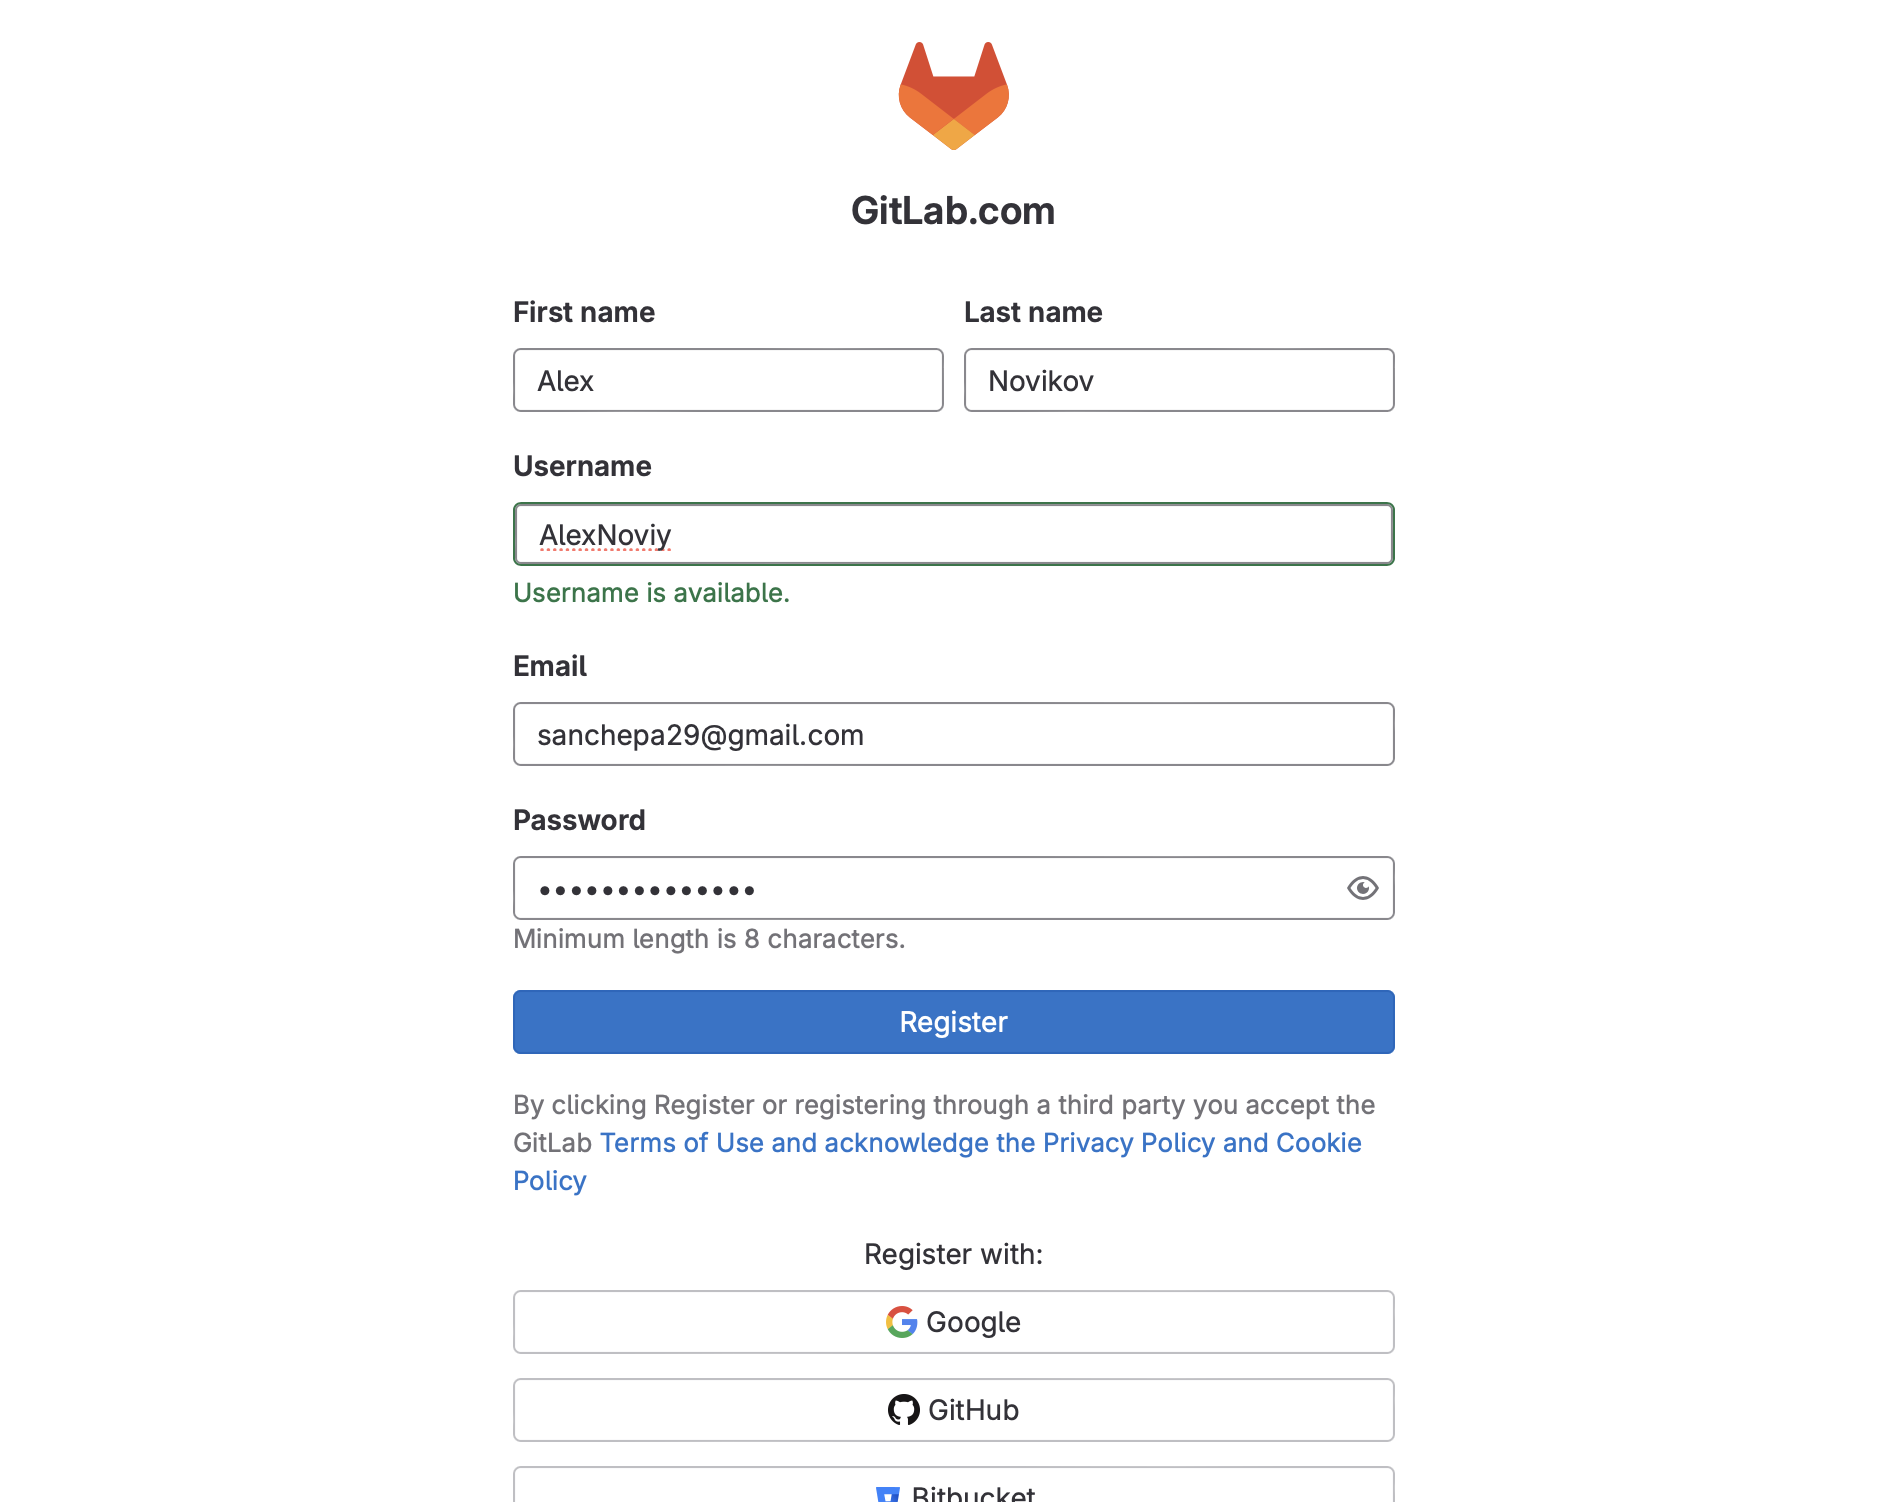 GitLab.com
First name
Last name
Alex
Novikov
Username
AlexNoviy
Username is available.
Email
sanchepa29@gmail.com
Password
••••••••••••••
Minimum length is 8 characters.
Register
By clicking Register or registering through a third party you accept the
GitLab Terms of Use and acknowledge the Privacy Policy and Cookie
Policy
Register with:
Google
GitHub
Bitbucket